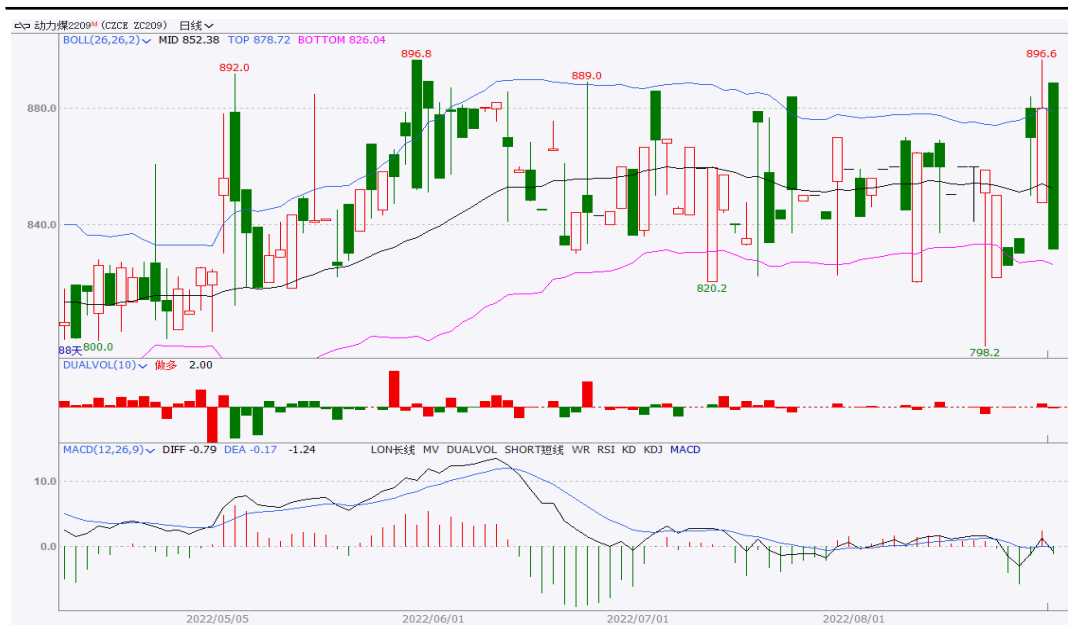 动力煤2209M (CZCE ZC209) 日线
BOLL(26,26,2) MID 852.38 TOP 878.72 BOTTOM 826.04
896.8
896.6
892.0
889.0
880.0
840.0
820.2
798.2
88天 800.0
DUALVOL(10) 做多 2.00
MACD(12,26,9) DIFF -0.79 DEA -0.17 -1.24 LON长线 MV DUALVOL SHORT短线 WR RSI KD KDJ MACD
10.0
0.0
2022/05/05 2022/06/01 2022/07/01 2022/08/01